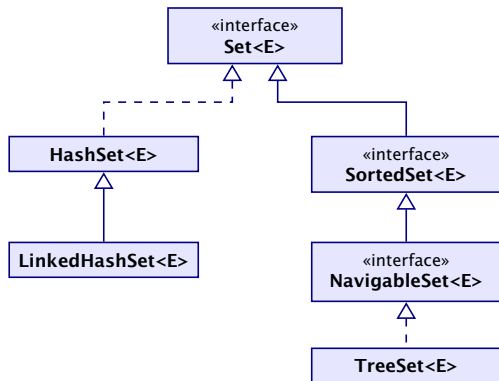 «interface»
Set<E>
HashSet<E>
«interface»
SortedSet<E>
LinkedHashSet<E>
«interface»
NavigableSet<E>
TreeSet<E>